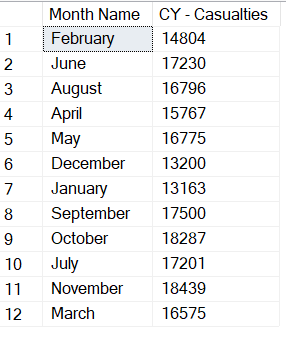 Month Name CY - Casualties
1 February 14804
2 June 17230
3 August 16796
4 April 15767
5 May 16775
6 December 13200
7 January 13163
8 September 17500
9 October 18287
10 July 17201
11 November 18439
12 March 16575